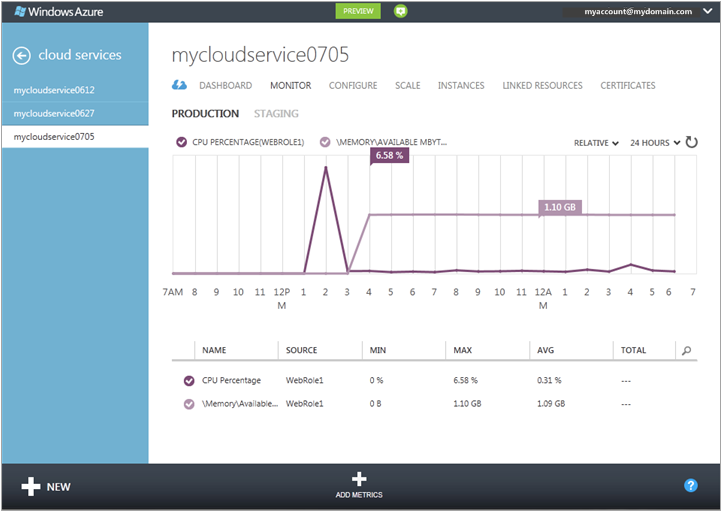 Windows Azure
PREVIEW
myaccount@mydomain.com
cloud services
mycloudservice0612
mycloudservice0627
mycloudservice0705
mycloudservice0705
DASHBOARD MONITOR CONFIGURE SCALE INSTANCES LINKED RESOURCES CERTIFICATES
PRODUCTION STAGING
CPU PERCENTAGE(WEBROLE1) \MEMORY\AVAILABLE MBYT... RELATIVE 24 HOURS
6.58 %
1.10 GB
7AM 8 9 10 11 12P 1 2 3 4 5 6 7 8 9 10 11 12A 1 2 3 4 5 6 7
M M
NAME SOURCE MIN MAX AVG TOTAL
CPU Percentage WebRole1 0 % 6.58 % 0.31 % ---
\Memory\Available... WebRole1 0 B 1.10 GB 1.09 GB ---
NEW
ADD METRICS
?